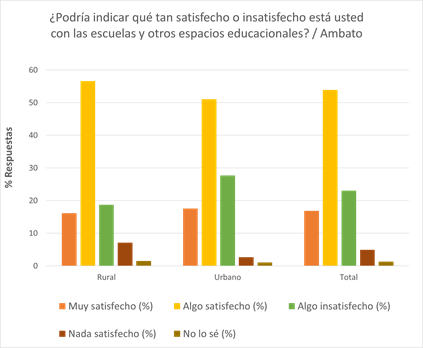 ¿Podría indicar qué tan satisfecho o insatisfecho está usted
con las escuelas y otros espacios educacionales? / Ambato
60
50
40
30
20
10
0
% Respuestas
Rural
Urbano
Total
Muy satisfecho (%)
Algo satisfecho (%)
Algo insatisfecho (%)
Nada satisfecho (%)
No lo sé (%)